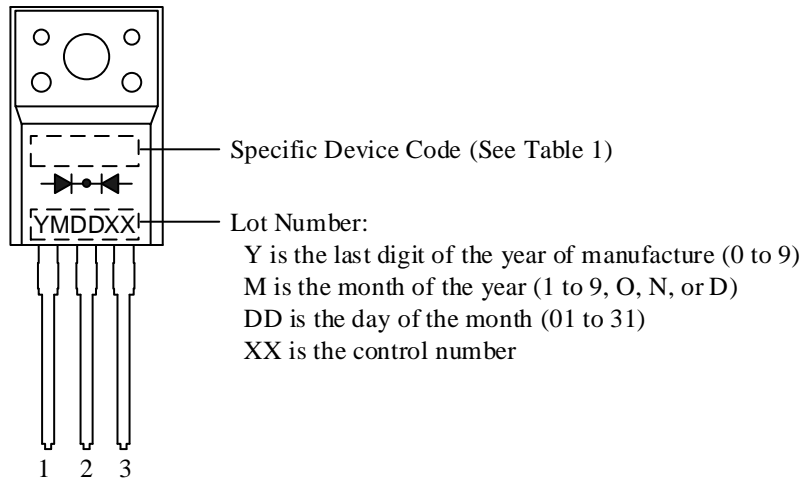 Specific Device Code (See Table 1)
YMDDXX
Lot Number:
Y is the last digit of the year of manufacture (0 to 9)
M is the month of the year (1 to 9, O, N, or D)
DD is the day of the month (01 to 31)
XX is the control number
1 2 3